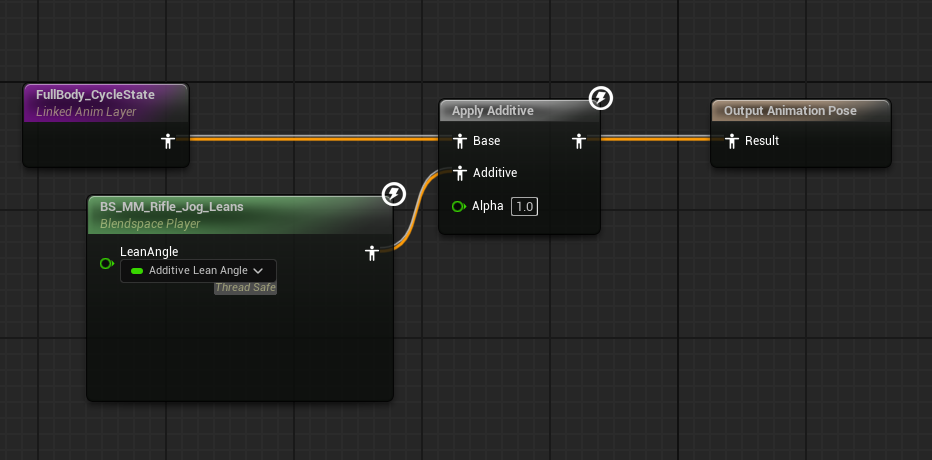 FullBody_CycleState
Linked Anim Layer
Apply Additive
Base
Additive
Alpha 1.0
Output Animation Pose
Result
BS_MM_Rifle_Jog_Leans
Blendspace Player
LeanAngle
Additive Lean Angle
Thread Safe